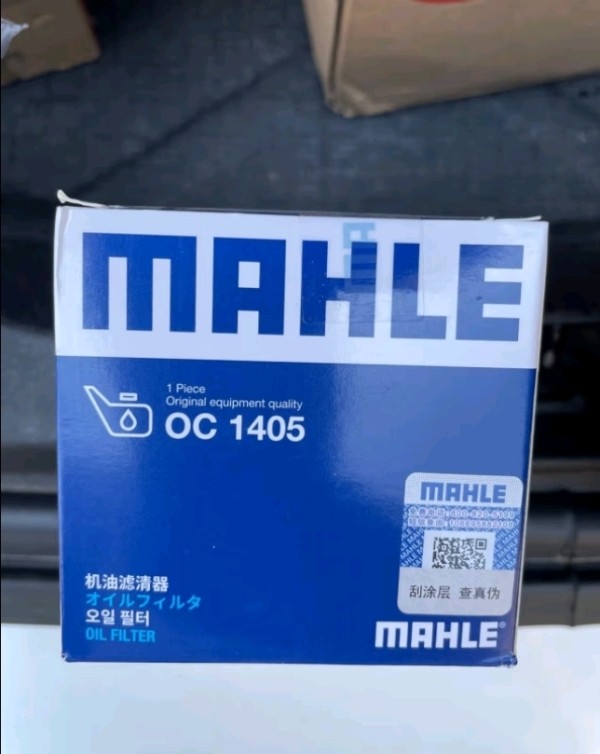 MAHLE
1 Piece
Original equipment quality
OC 1405
MAHLE
刮涂层 查真伪
机油滤清器
オイルフィルタ
오일 필터
OIL FILTER
MAHLE®